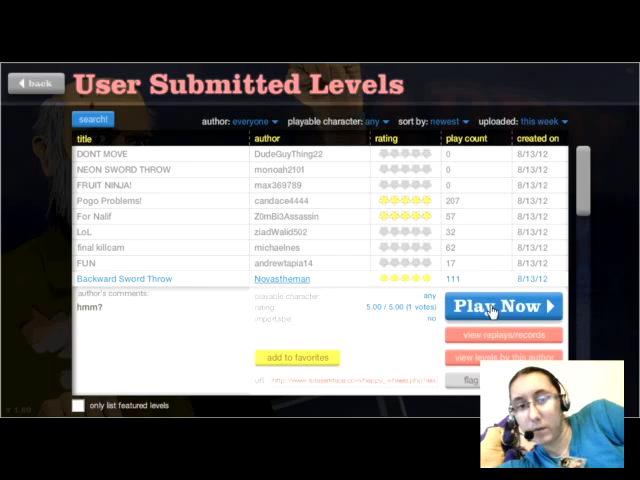 back
User Submitted Levels
search!
author: everyone playable character: any sort by: newest uploaded: this week
title author rating play count created on
DONT MOVE DudeGuyThing22 0 8/13/12
NEON SWORD THROW monoah2101 0 8/13/12
FRUIT NINJA! max369789 0 8/13/12
Pogo Problems! candace4444 207 8/13/12
For Nalif Z0mBi3Assassin 57 8/13/12
LoL ziadWalid502 32 8/13/12
final killcam michaelnes 62 8/13/12
FUN andrewtapia14 17 8/13/12
Backward Sword Throw Novastheman 111 8/13/12
author's comments:
hmm?
playable character: any
rating 5.00 / 5.00 (1 votes)
importable: no
Play Now
view replays/records
add to favorites
view levels by this author
url:
flag
only list featured levels